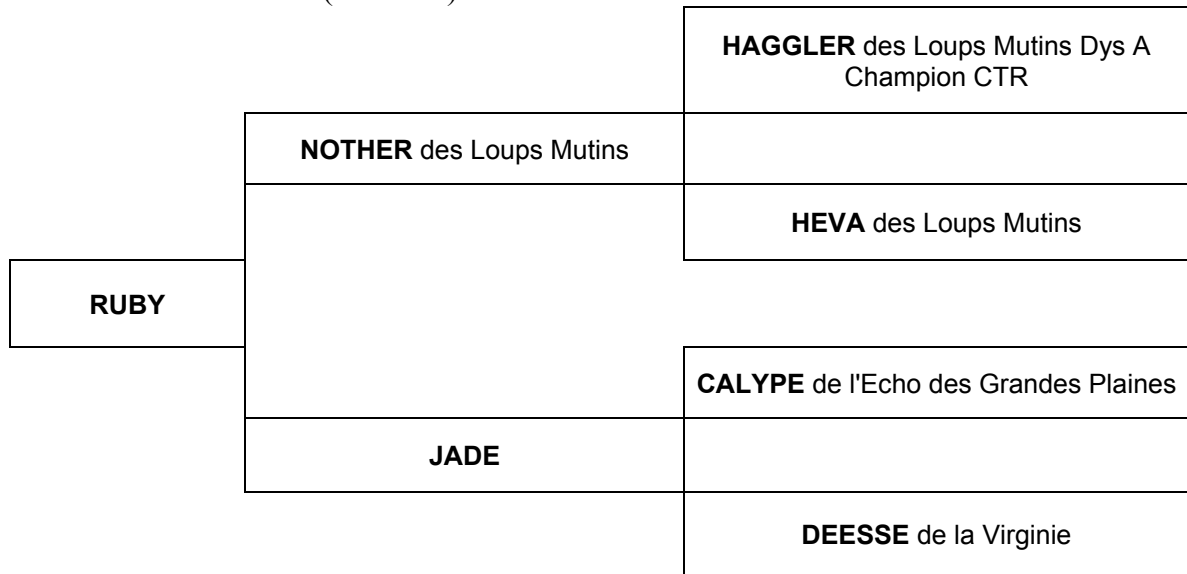 HAGGLER des Loups Mutins Dys A
Champion CTR
NOTHER des Loups Mutins
HEVA des Loups Mutins
RUBY
CALYPE de l'Echo des Grandes Plaines
JADE
DEESSE de la Virginie